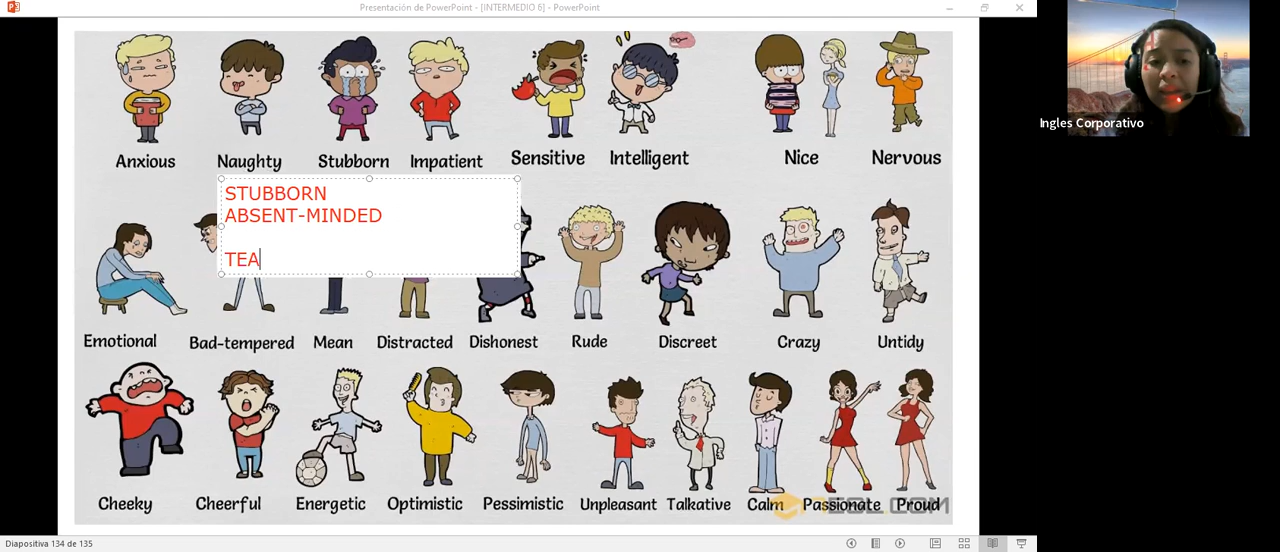 Presentación de PowerPoint - [INTERMEDIO 6] - PowerPoint
Ingles Corporativo
Anxious Naughty Stubborn Impatient Sensitive Intelligent Nice Nervous
STUBBORN
ABSENT-MINDED
TEA
Emotional Bad-tempered Mean Distracted Dishonest Rude Discreet Crazy Untidy
Cheeky Cheerful Energetic Optimistic Pessimistic Unpleasant Talkative Calm Passionate Proud
Diapositiva 134 de 135